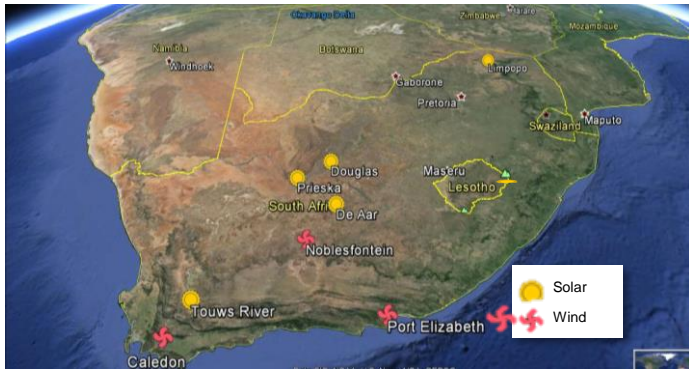 Okavango Delta
Zimbabwe
Harare
Mozambique
Namibia
Botswana
Windhoek
Limpopo
Gaborone
Pretoria
Swaziland
Maputo
Douglas
Maseru
Prieska
Lesotho
South Afri
De Aar
Noblesfontein
Solar
Touws River
Port Elizabeth
Wind
Caledon